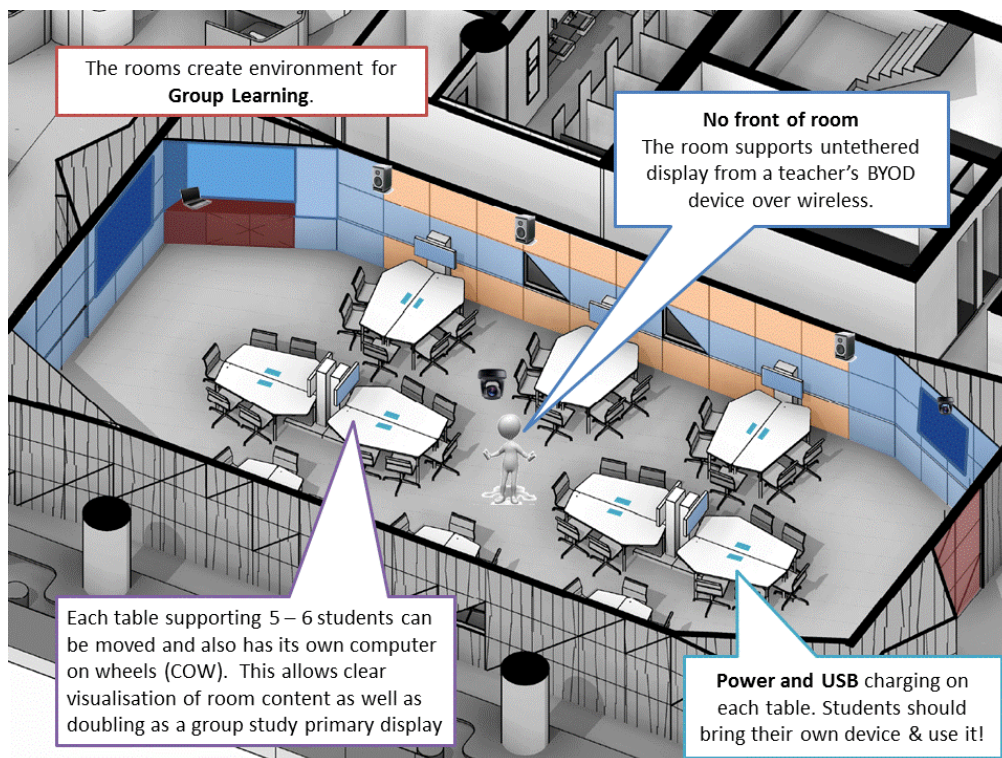 The rooms create environment for
Group Learning.
No front of room
The room supports untethered
display from a teacher’s BYOD
device over wireless.
Each table supporting 5 – 6 students can
be moved and also has its own computer
on wheels (COW).  This allows clear
visualisation of room content as well as
doubling as a group study primary display
Power and USB charging on
each table. Students should
bring their own device & use it!